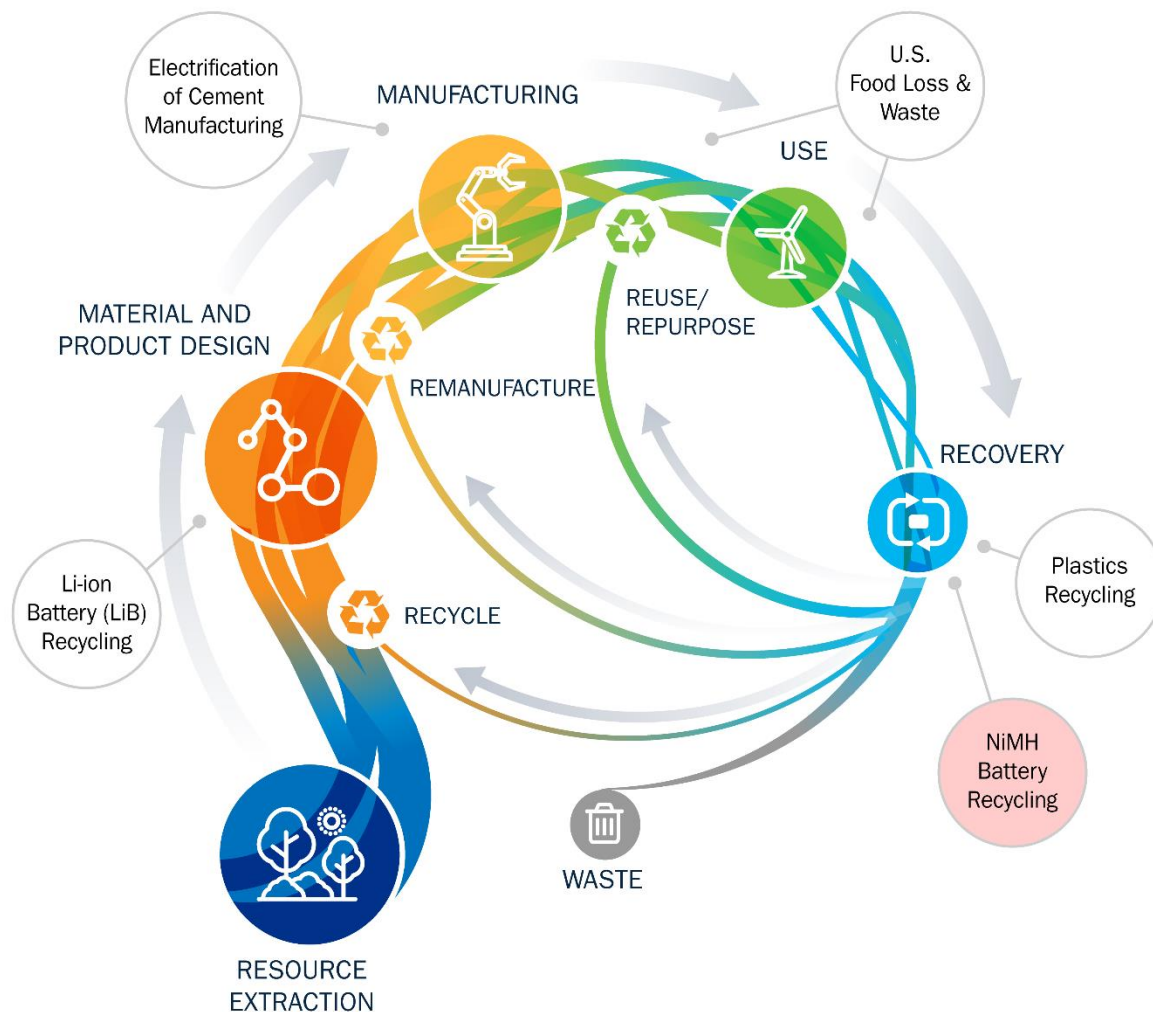 Electrification
of Cement
Manufacturing
MANUFACTURING
U.S.
Food Loss &
Waste
USE
MATERIAL AND
PRODUCT DESIGN
REUSE/
REPURPOSE
REMANUFACTURE
RECOVERY
Li-ion
Battery (LiB)
Recycling
RECYCLE
Plastics
Recycling
NiMH
Battery
Recycling
WASTE
RESOURCE
EXTRACTION